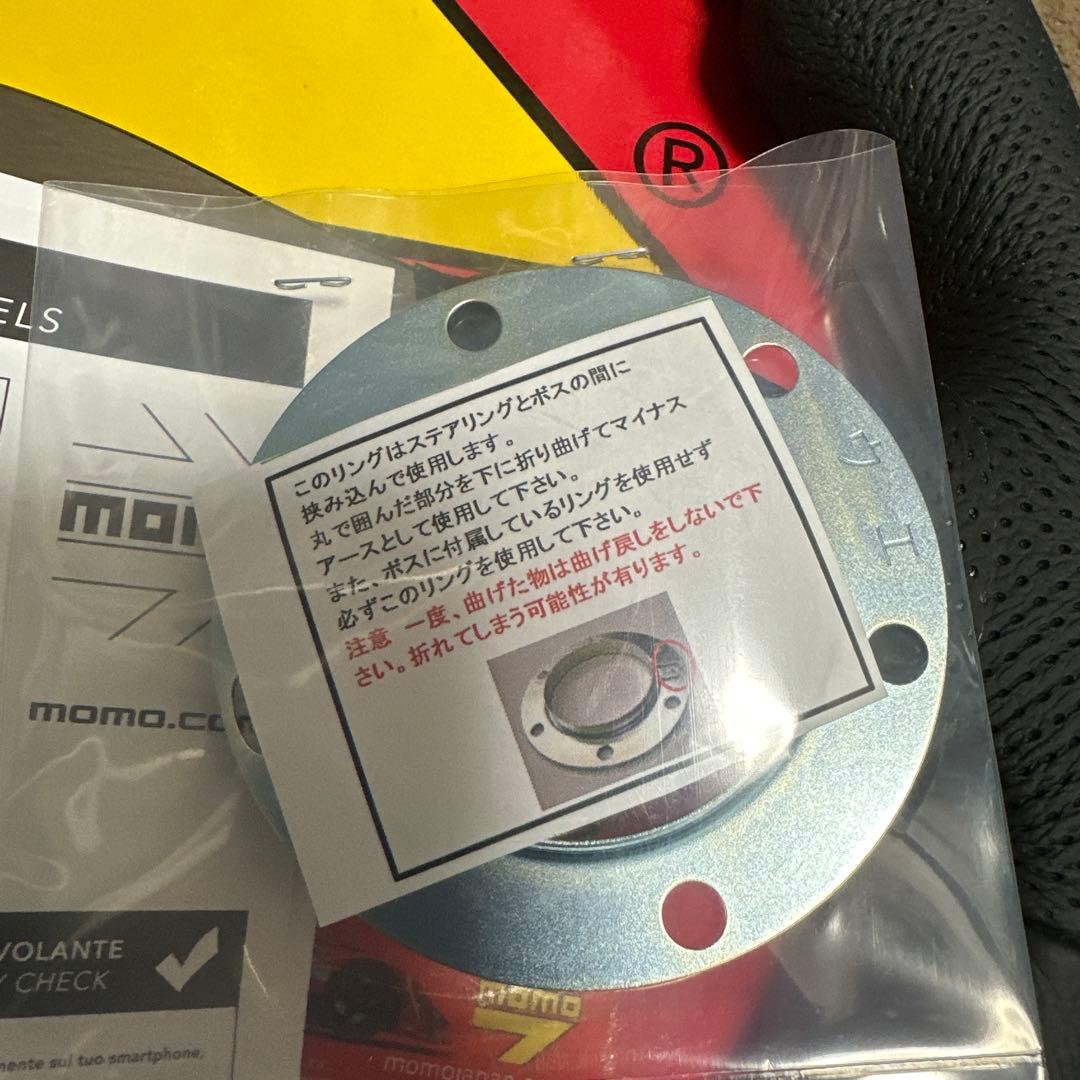 ®
ELS
momo.co
このリングはステアリングとボスの間に
挟み込んで使用します。
丸で囲んだ部分を下に折り曲げてマイナス
アースとして使用して下さい。
また、ボスに付属しているリングを使用せず
必ずこのリングを使用して下さい。
注意 一度、曲げた物は曲げ戻しをしないで下
さい。折れてしまう可能性が有ります。
ウエ
VOLANTE
Y CHECK
mente sul tuo smartphone,
momo
7
momojapan